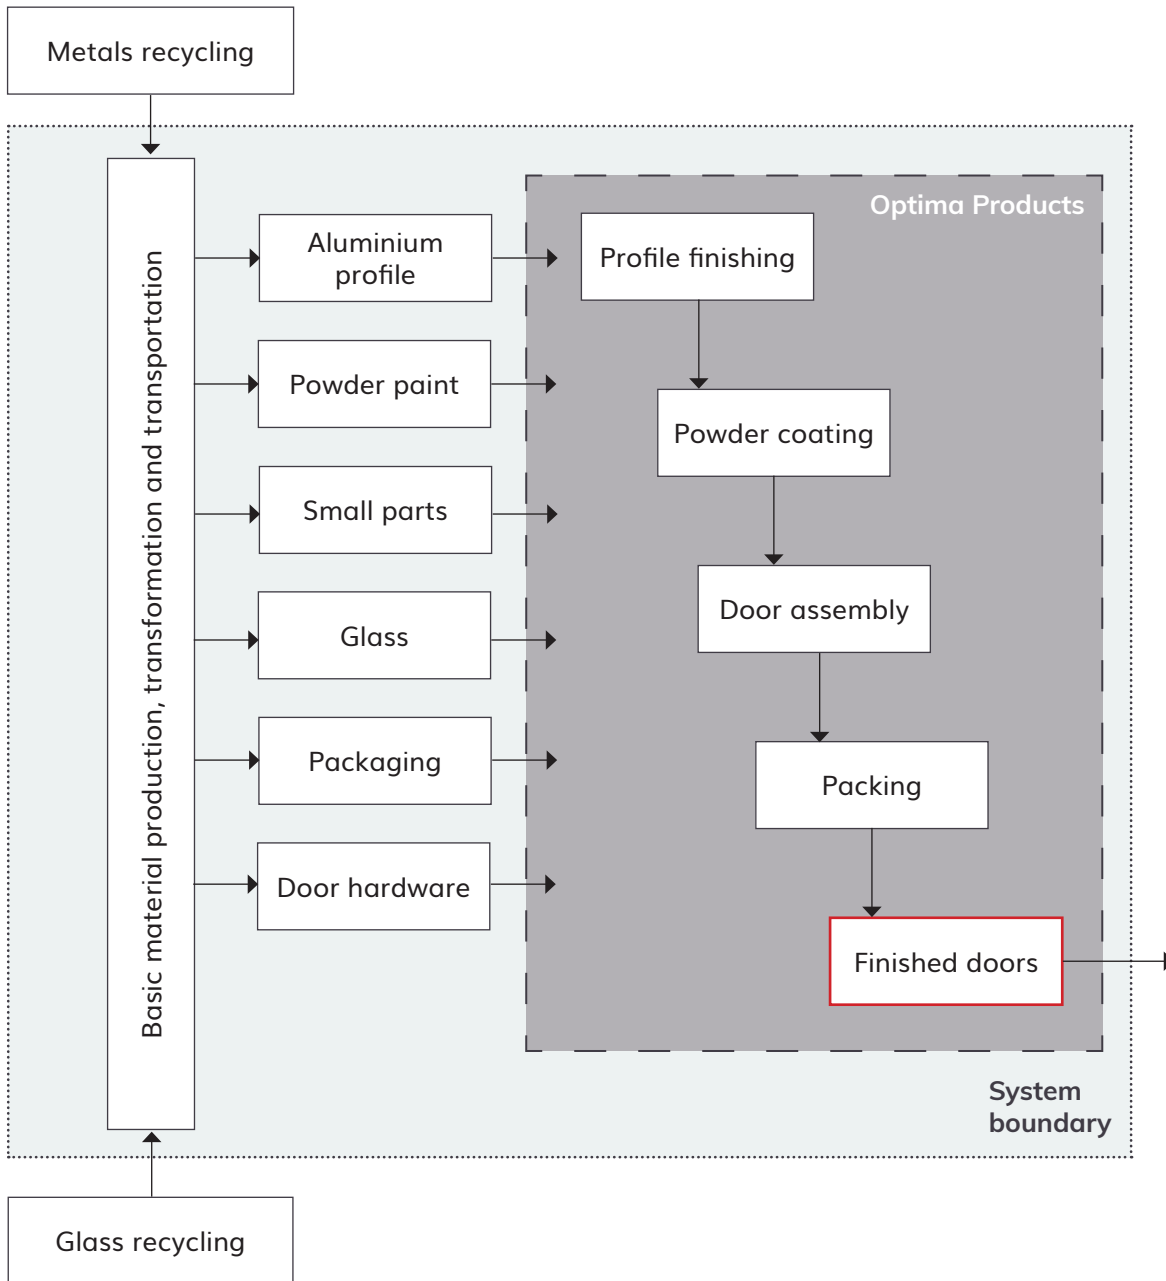 Metals recycling
Optima Products
Basic material production, transformation and transportation
Aluminium
profile
Profile finishing
Powder paint
Powder coating
Small parts
Door assembly
Glass
Packaging
Packing
Door hardware
Finished doors
System
boundary
Glass recycling